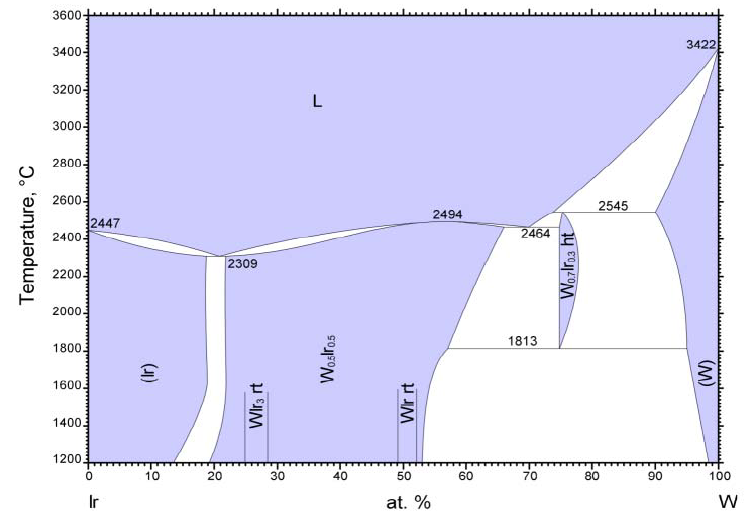 3600
3400
3200
3000
2800
2600
2400
2200
2000
1800
1600
1400
1200
Temperature, °C
3422
L
2447
2494
2545
2464
2309
1813
(Ir)
WIr₃ rt
W₀.₅Ir₀.₅
WIr rt
W₀.₇Ir₀.₃ ht
(W)
0 10 20 30 40 50 60 70 80 90 100
Ir at. % W